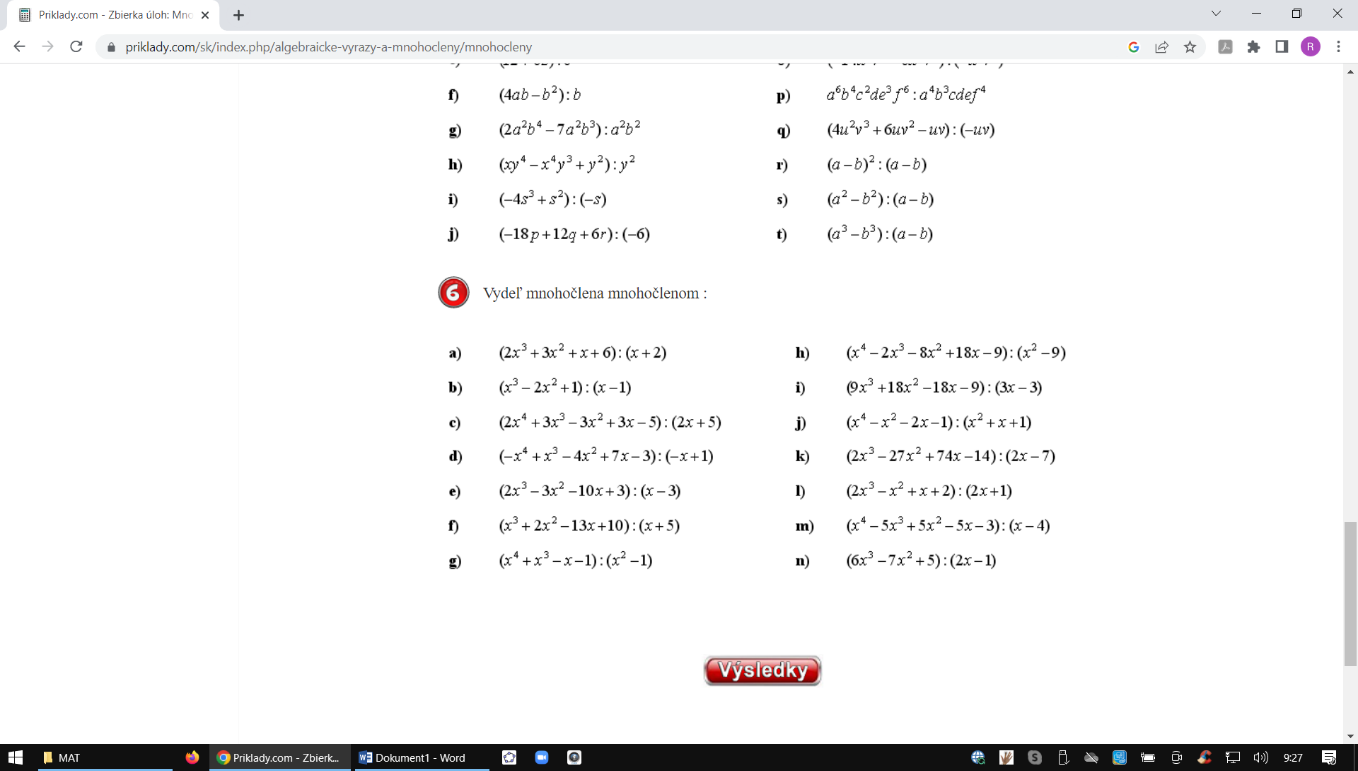 Priklady.com - Zbierka úloh: Mno
priklady.com/sk/index.php/algebraicke-vyrazy-a-mnohocleny/mnohocleny
R
f) (4ab – b²) : b p) a⁶b⁴c²de³f⁶ : a⁴b³cdef⁴
g) (2a²b⁴ – 7a²b³) : a²b² q) (4u²v³ + 6uv² – uv) : (–uv)
h) (xy⁴ – x⁴y³ + y²) : y² r) (a – b)² : (a – b)
i) (–4s³ + s²) : (–s) s) (a² – b²) : (a – b)
j) (–18p + 12q + 6r) : (–6) t) (a³ – b³) : (a – b)
6 Vydeľ mnohočlena mnohočlenom :
a) (2x³ + 3x² + x + 6) : (x + 2) h) (x⁴ – 2x³ – 8x² + 18x – 9) : (x² – 9)
b) (x³ – 2x² + 1) : (x – 1) i) (9x³ + 18x² – 18x – 9) : (3x – 3)
c) (2x⁴ + 3x³ – 3x² + 3x – 5) : (2x + 5) j) (x⁴ – x² – 2x – 1) : (x² + x + 1)
d) (–x⁴ + x³ – 4x² + 7x – 3) : (–x + 1) k) (2x³ – 27x² + 74x – 14) : (2x – 7)
e) (2x³ – 3x² – 10x + 3) : (x – 3) l) (2x³ – x² + x + 2) : (2x + 1)
f) (x³ + 2x² – 13x + 10) : (x + 5) m) (x⁴ – 5x³ + 5x² – 5x – 3) : (x – 4)
g) (x⁴ + x³ – x – 1) : (x² – 1) n) (6x³ – 7x² + 5) : (2x – 1)
Výsledky
MAT Priklady.com - Zbierk... Dokument1 - Word 9:27